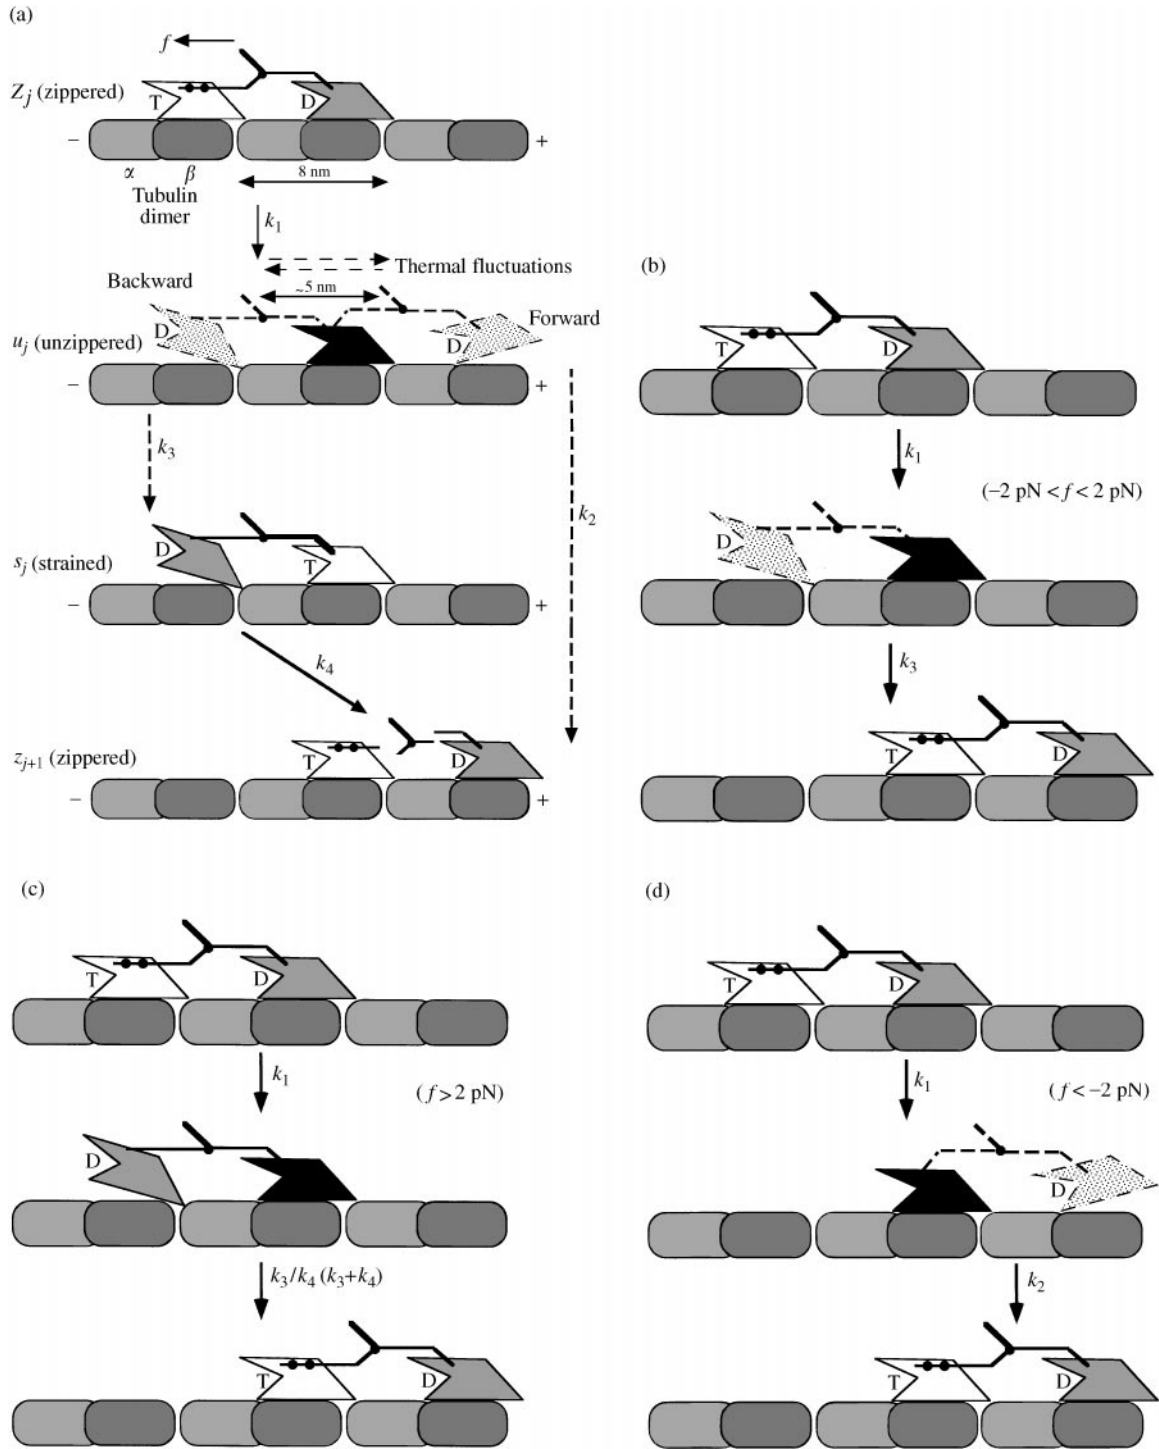 (a)
f
Z_j (zippered)
T
D
−
+
α
β
8 nm
Tubulin
dimer
k_1
Thermal fluctuations
Backward
~5 nm
Forward
D
D
u_j (unzippered)
−
+
k_3
k_2
D
T
s_j (strained)
−
+
k_4
z_{j+1} (zippered)
T
D
−
+
(b)
T
D
k_1
(−2 pN < f < 2 pN)
D
k_3
T
D
(c)
T
D
k_1
(f > 2 pN)
D
k_3/k_4 (k_3+k_4)
T
D
(d)
T
D
k_1
(f < −2 pN)
D
k_2
T
D